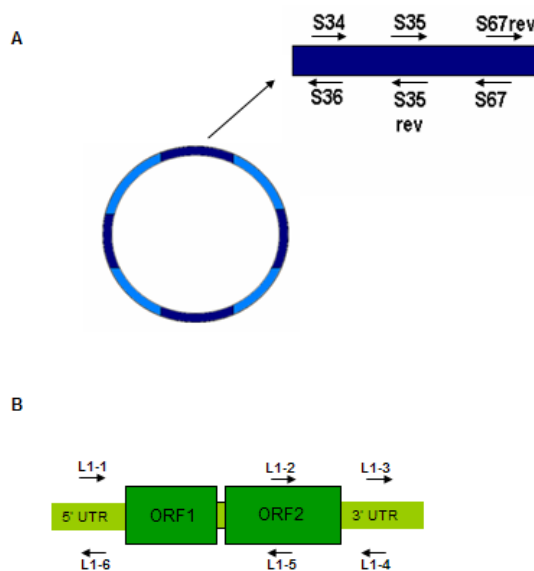 A
S34 S35 S67rev
S36 S35 S67
rev
B
L1-1 L1-2 L1-3
5' UTR ORF1 ORF2 3' UTR
L1-6 L1-5 L1-4